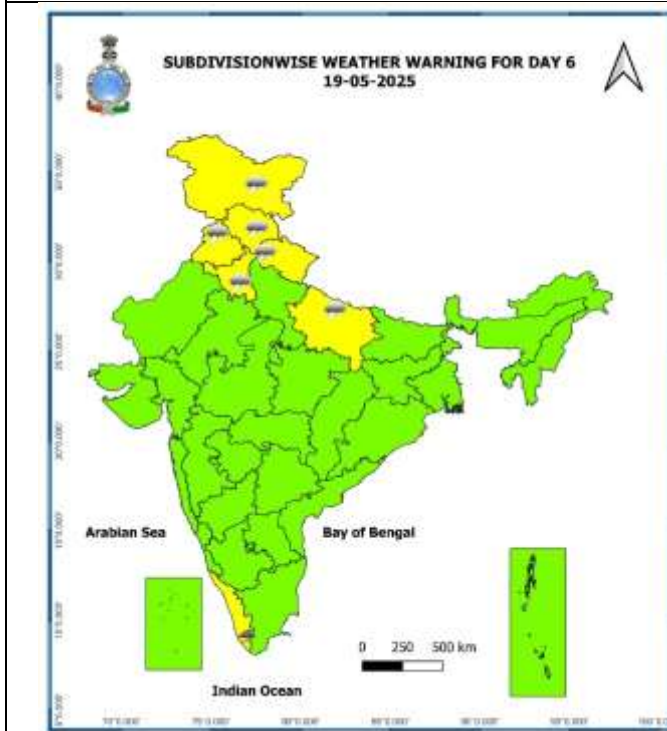 SUBDIVISIONWISE WEATHER WARNING FOR DAY 6
19-05-2025
Arabian Sea
Bay of Bengal
0 250 500 km
Indian Ocean